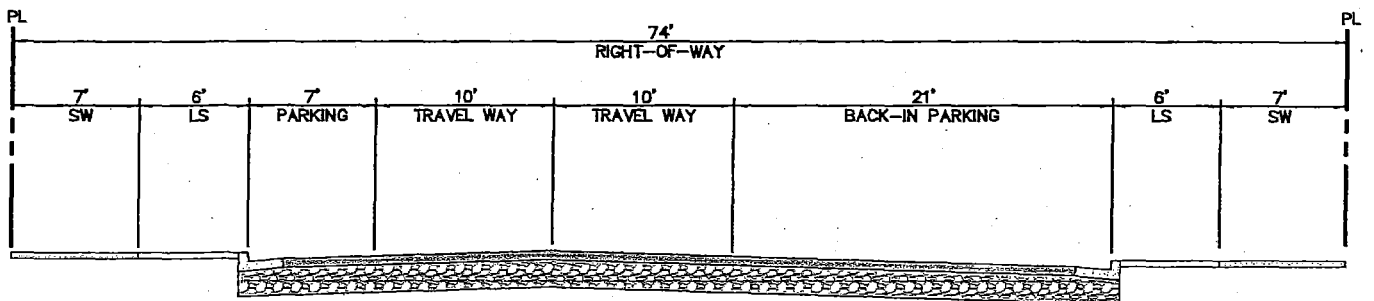 PL
PL
74'
RIGHT-OF-WAY
7'
6'
7'
10'
10'
21'
6'
7'
SW
LS
PARKING
TRAVEL WAY
TRAVEL WAY
BACK-IN PARKING
LS
SW